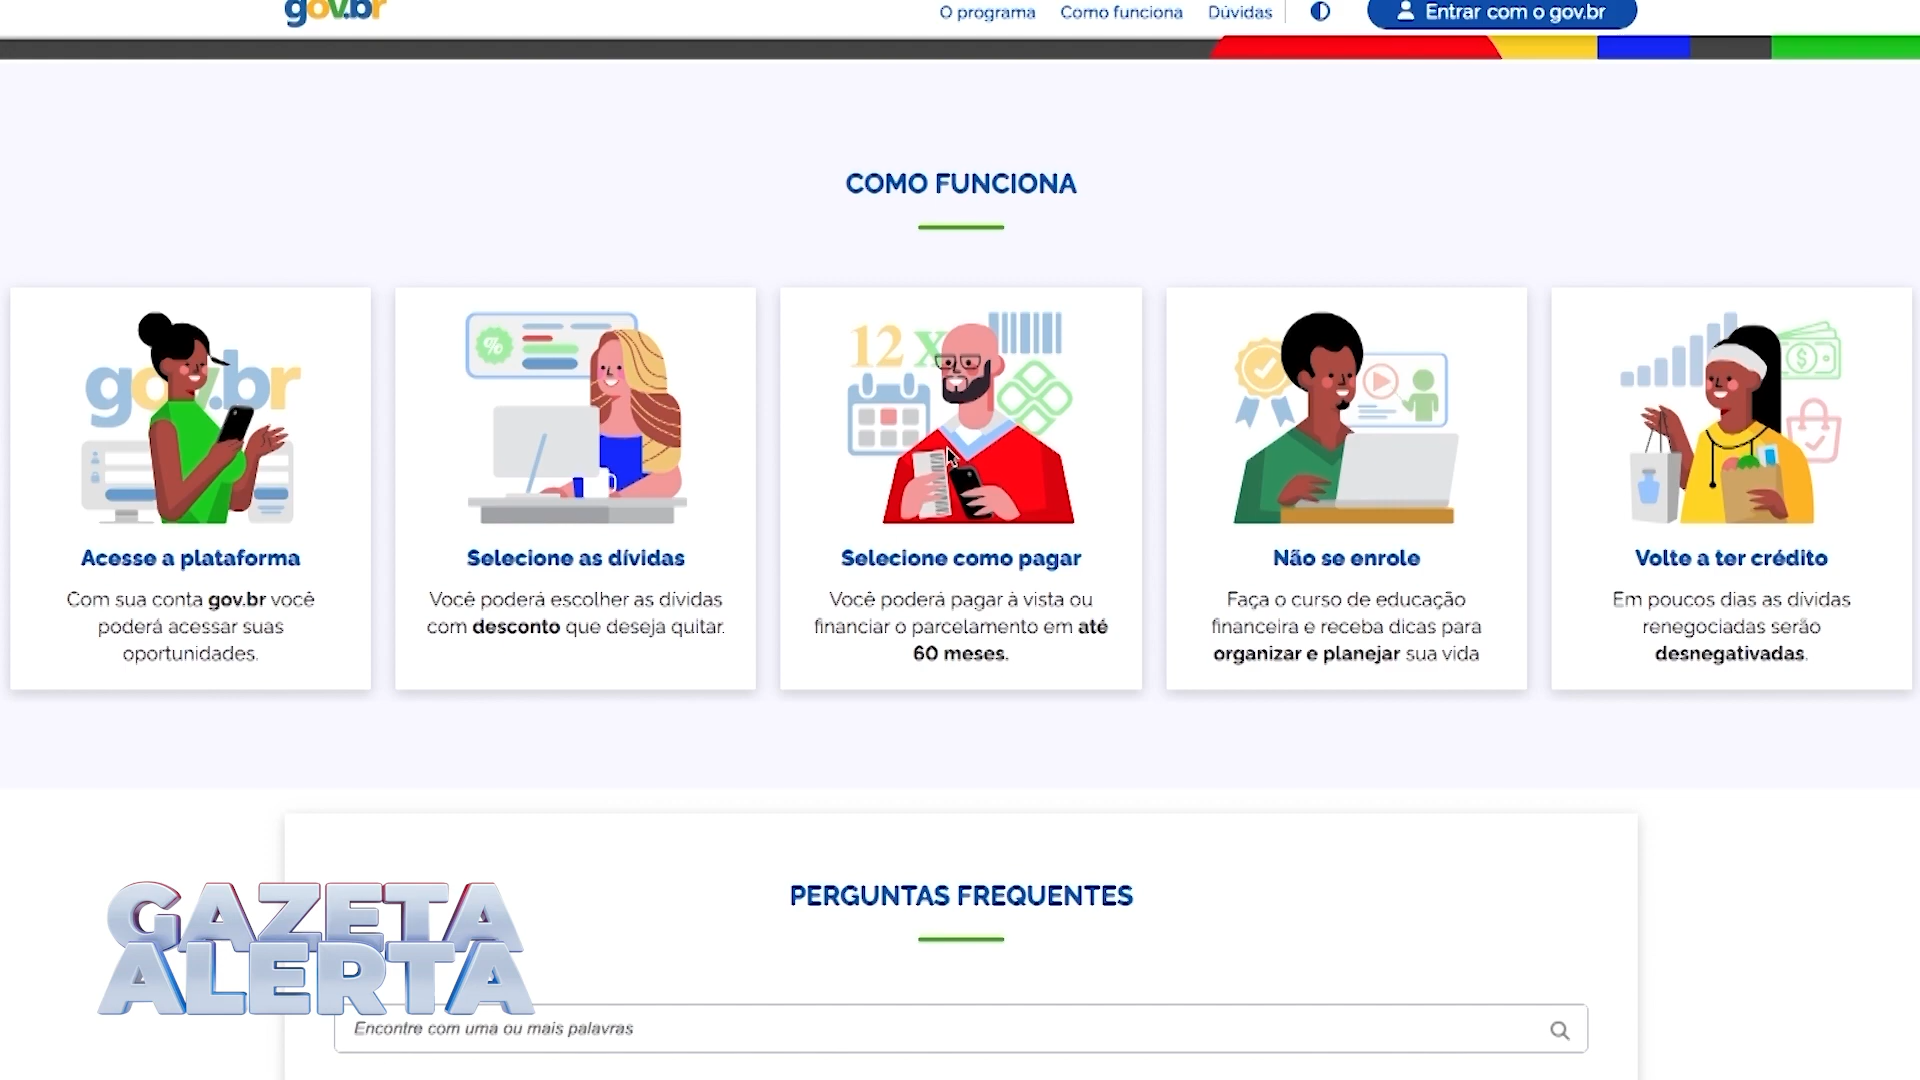 gov.br
O programa
Como funciona
Dúvidas
Entrar com o gov.br
COMO FUNCIONA
gov.br
Acesse a plataforma
Com sua conta gov.br você
poderá acessar suas
oportunidades.
%
Selecione as dívidas
Você poderá escolher as dívidas
com desconto que deseja quitar.
12 x
Selecione como pagar
Você poderá pagar à vista ou
financiar o parcelamento em até
60 meses.
Não se enrole
Faça o curso de educação
financeira e receba dicas para
organizar e planejar sua vida
$
Volte a ter crédito
Em poucos dias as dívidas
renegociadas serão
desnegativadas.
PERGUNTAS FREQUENTES
Encontre com uma ou mais palavras
GAZETA
ALERTA